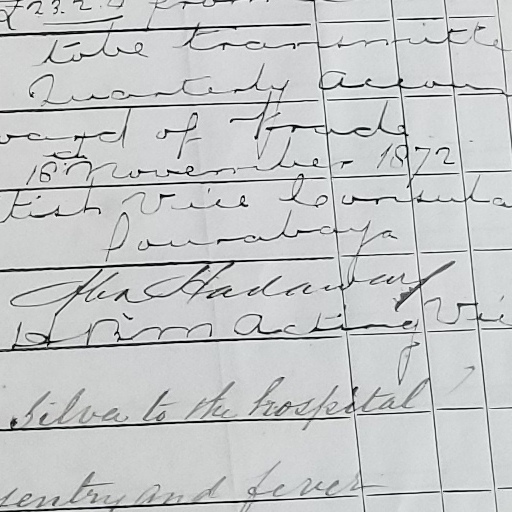 £23.2.4 from
to be transmitte
Quarterly Accoun
oard of Trade
18 November 1872
tish Vice Consula
Sourabaya
Hadaway
H B M Acting Vic
Silva to the hospital
sentry and fever